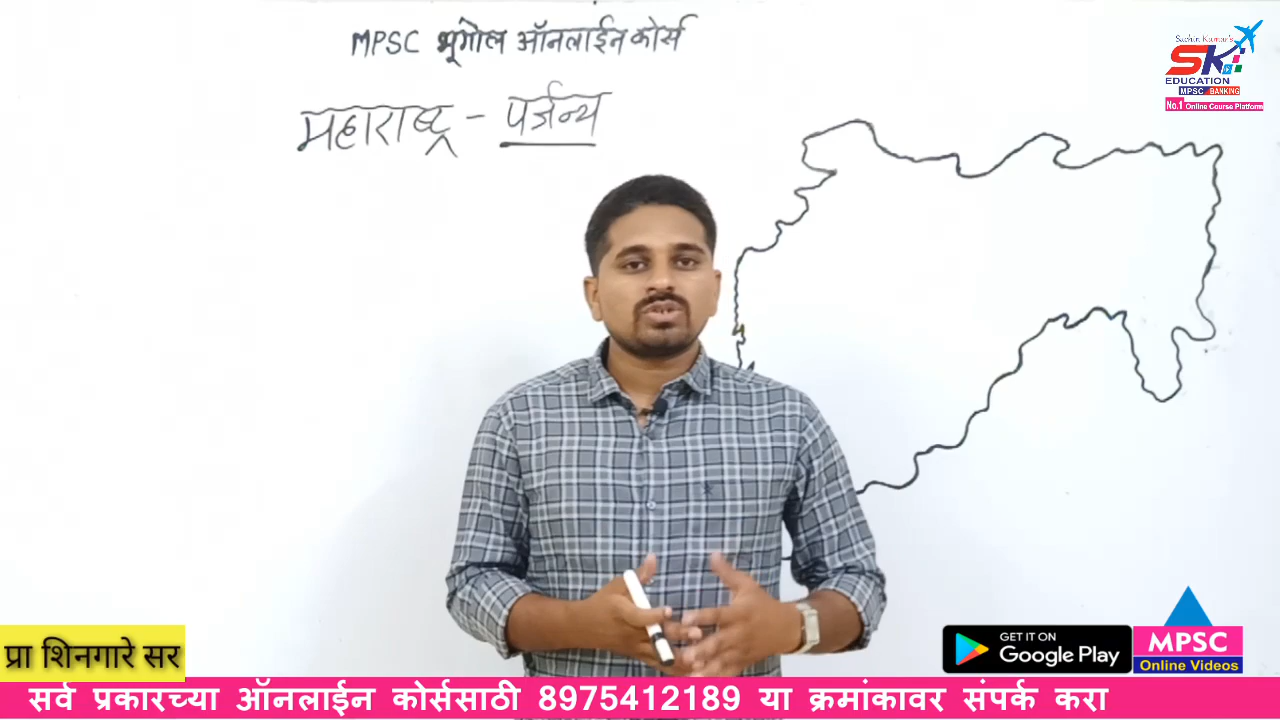 MPSC भूगोल ऑनलाईन कोर्स
महाराष्ट्र - पर्जन्य
Sachin Kumar's
SK
EDUCATION
MPSC BANKING
No.1 Online Course Platform
प्रा शिनगारे सर
GET IT ON
Google Play
MPSC
Online Videos
सर्व प्रकारच्या ऑनलाईन कोर्ससाठी 8975412189 या क्रमांकावर संपर्क करा